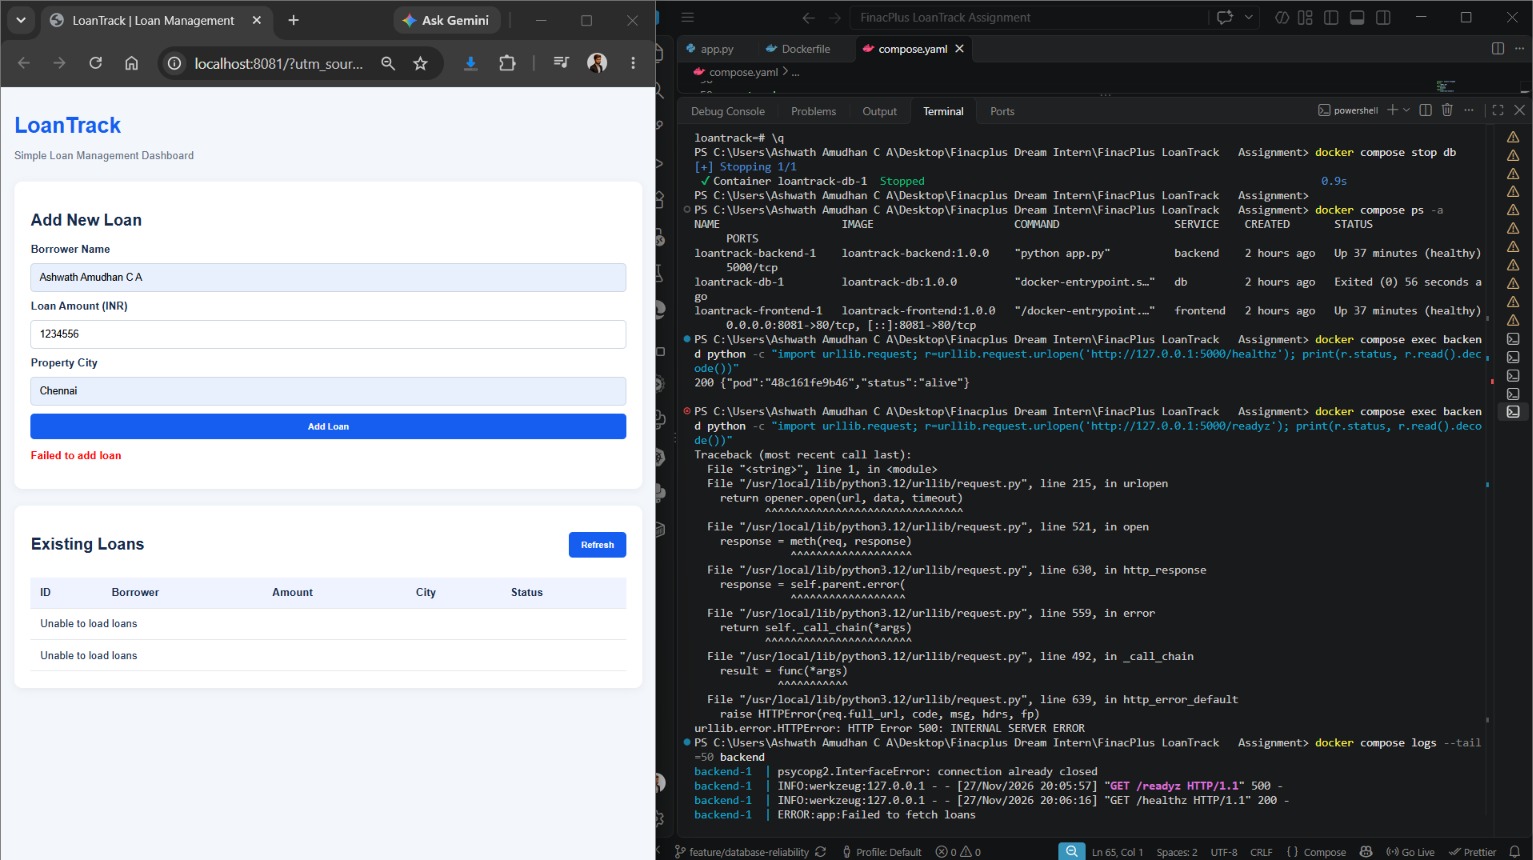 LoanTrack | Loan Management
Ask Gemini
localhost:8081/?utm_sour...
LoanTrack
Simple Loan Management Dashboard
Add New Loan
Borrower Name
Ashwath Amudhan C A
Loan Amount (INR)
1234556
Property City
Chennai
Add Loan
Failed to add loan
Existing Loans
Refresh
ID Borrower Amount City Status
Unable to load loans
Unable to load loans
FinacPlus LoanTrack Assignment
app.py Dockerfile compose.yaml
compose.yaml > ...
Debug Console Problems Output Terminal Ports
powershell
loantrack=# \q
PS C:\Users\Ashwath Amudhan C A\Desktop\Finacplus Dream Intern\FinacPlus LoanTrack   Assignment> docker compose stop db
[+] Stopping 1/1
✓ Container loantrack-db-1  Stopped 0.9s
PS C:\Users\Ashwath Amudhan C A\Desktop\Finacplus Dream Intern\FinacPlus LoanTrack   Assignment>
PS C:\Users\Ashwath Amudhan C A\Desktop\Finacplus Dream Intern\FinacPlus LoanTrack   Assignment> docker compose ps -a
NAME IMAGE COMMAND SERVICE CREATED STATUS
PORTS
loantrack-backend-1 loantrack-backend:1.0.0 "python app.py" backend 2 hours ago Up 37 minutes (healthy)
5000/tcp
loantrack-db-1 loantrack-db:1.0.0 "docker-entrypoint.s…" db 2 hours ago Exited (0) 56 seconds a
go
loantrack-frontend-1 loantrack-frontend:1.0.0 "/docker-entrypoint.…" frontend 2 hours ago Up 37 minutes (healthy)
0.0.0.0:8081->80/tcp, [::]:8081->80/tcp
PS C:\Users\Ashwath Amudhan C A\Desktop\Finacplus Dream Intern\FinacPlus LoanTrack   Assignment> docker compose exec backen
d python -c "import urllib.request; r=urllib.request.urlopen('http://127.0.0.1:5000/healthz'); print(r.status, r.read().dec
ode())"
200 {"pod":"48c161fe9b46","status":"alive"}
PS C:\Users\Ashwath Amudhan C A\Desktop\Finacplus Dream Intern\FinacPlus LoanTrack   Assignment> docker compose exec backen
d python -c "import urllib.request; r=urllib.request.urlopen('http://127.0.0.1:5000/readyz'); print(r.status, r.read().deco
de())"
Traceback (most recent call last):
File "<string>", line 1, in <module>
File "/usr/local/lib/python3.12/urllib/request.py", line 215, in urlopen
return opener.open(url, data, timeout)
^^^^^^^^^^^^^^^^^^^^^^^^^^^^^^^
File "/usr/local/lib/python3.12/urllib/request.py", line 521, in open
response = meth(req, response)
^^^^^^^^^^^^^^^^^^^
File "/usr/local/lib/python3.12/urllib/request.py", line 630, in http_response
response = self.parent.error(
^^^^^^^^^^^^^^^^^^
File "/usr/local/lib/python3.12/urllib/request.py", line 559, in error
return self._call_chain(*args)
^^^^^^^^^^^^^^^^^^^^^^^
File "/usr/local/lib/python3.12/urllib/request.py", line 492, in _call_chain
result = func(*args)
^^^^^^^^^^^
File "/usr/local/lib/python3.12/urllib/request.py", line 639, in http_error_default
raise HTTPError(req.full_url, code, msg, hdrs, fp)
urllib.error.HTTPError: HTTP Error 500: INTERNAL SERVER ERROR
PS C:\Users\Ashwath Amudhan C A\Desktop\Finacplus Dream Intern\FinacPlus LoanTrack   Assignment> docker compose logs --tail
=50 backend
backend-1  | psycopg2.InterfaceError: connection already closed
backend-1  | INFO:werkzeug:127.0.0.1 - - [27/Nov/2026 20:05:57] "GET /readyz HTTP/1.1" 500 -
backend-1  | INFO:werkzeug:127.0.0.1 - - [27/Nov/2026 20:06:16] "GET /healthz HTTP/1.1" 200 -
backend-1  | ERROR:app:Failed to fetch loans
feature/database-reliability Profile: Default 0 0 Ln 65, Col 1 Spaces: 2 UTF-8 CRLF { } Compose Go Live Prettier